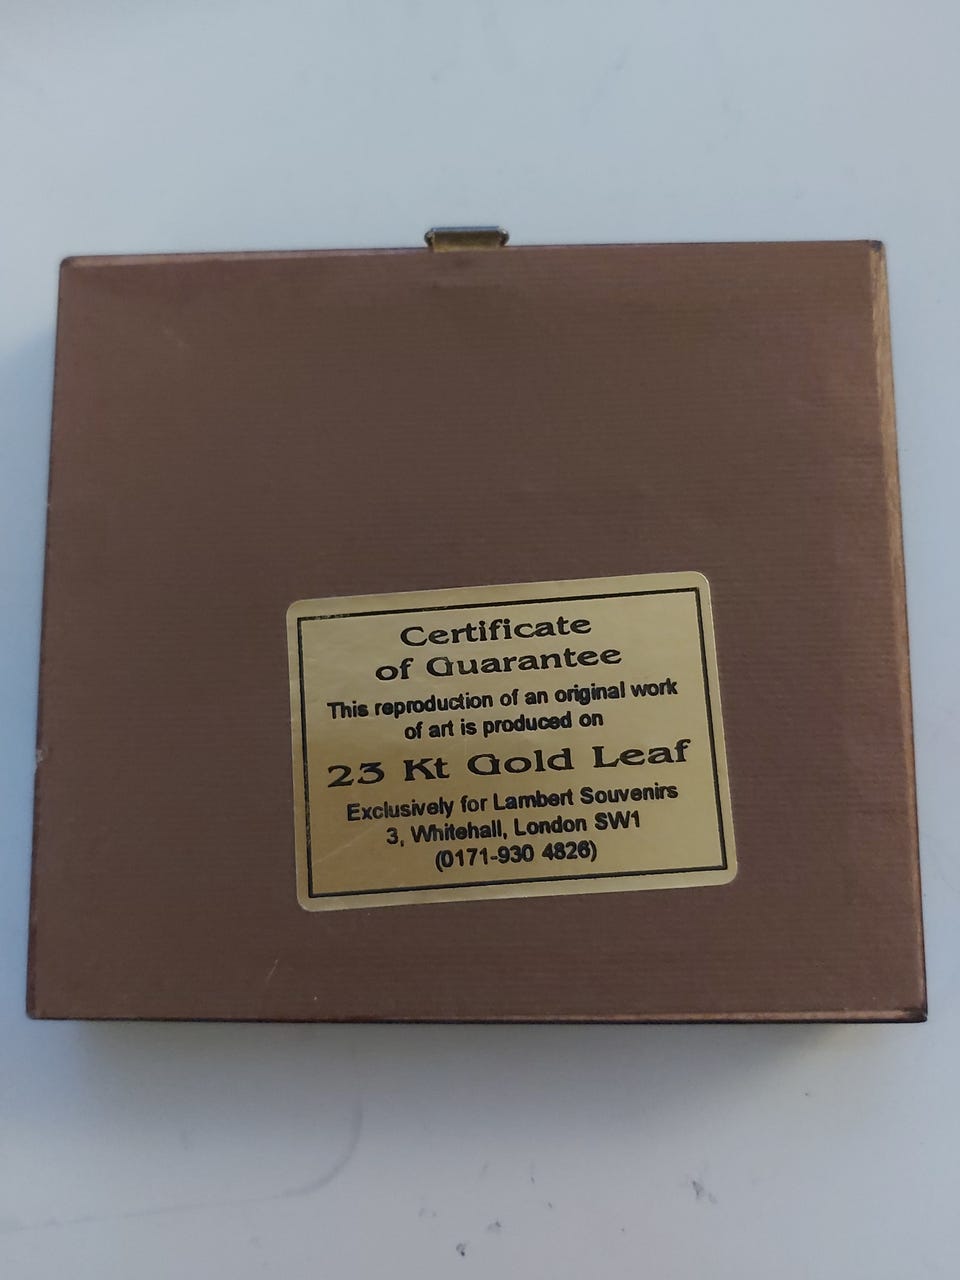 Certificate
of Guarantee
This reproduction of an original work
of art is produced on
23 Kt Gold Leaf
Exclusively for Lambert Souvenirs
3, Whitehall, London SW1
(0171-930 4826)